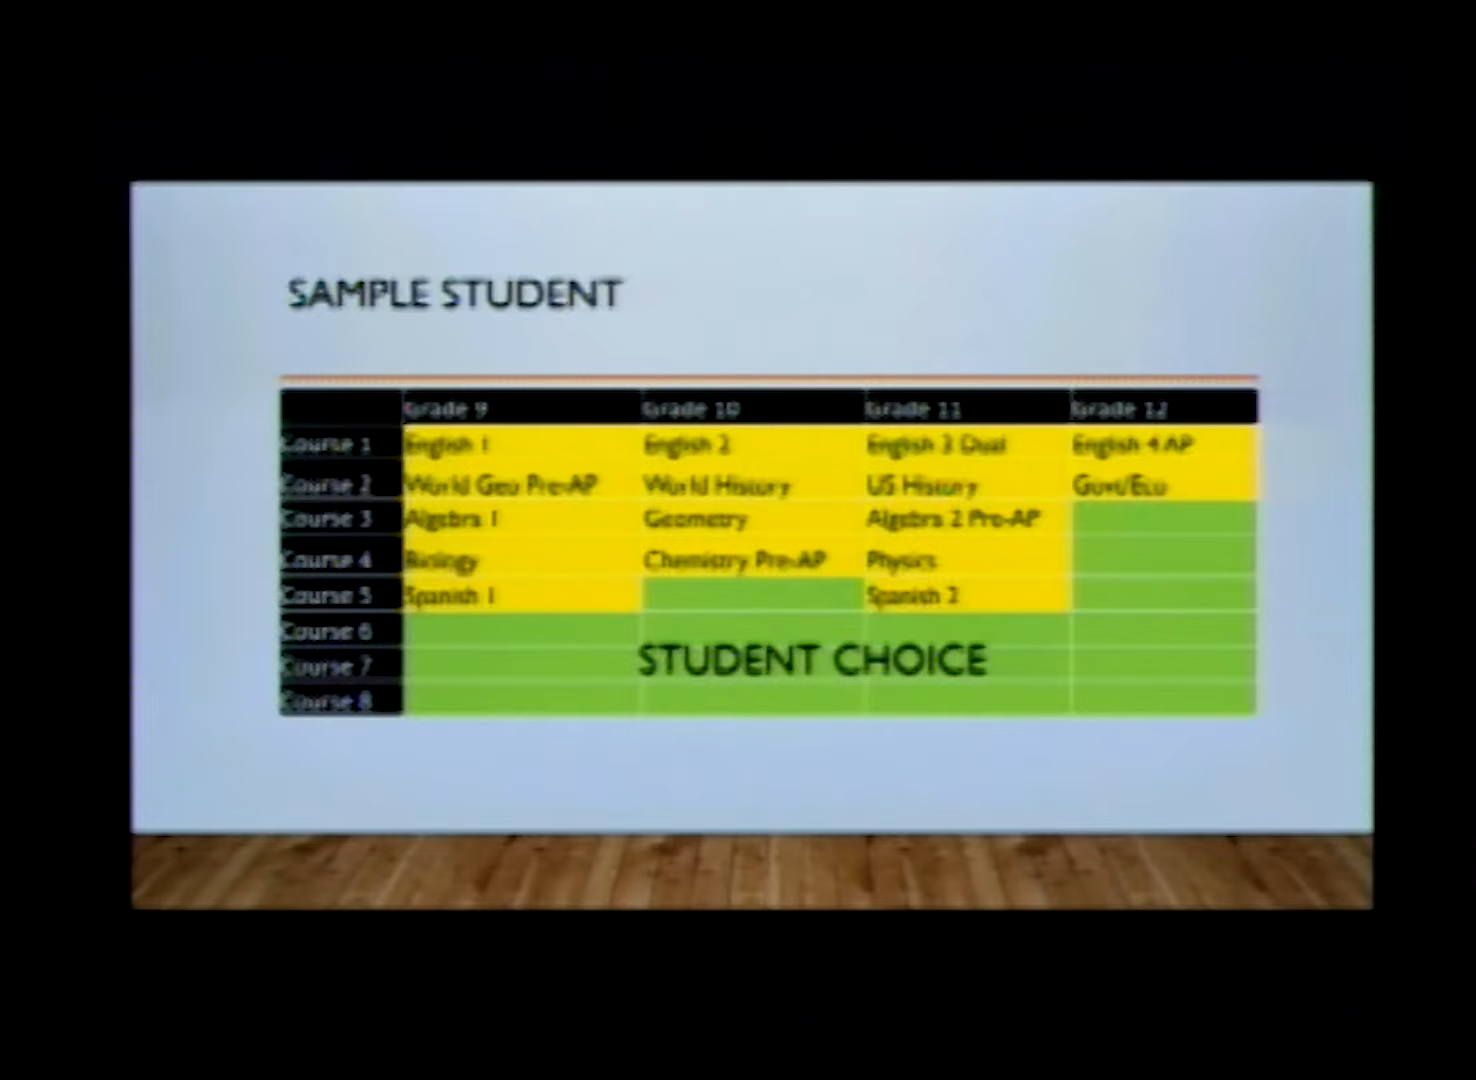 SAMPLE STUDENT
Grade 9 Grade 10 Grade 11 Grade 12
Course 1 English 1 English 2 English 3 Dual English 4 AP
Course 2 World Geo Pre-AP World History US History Govt/Eco
Course 3 Algebra 1 Geometry Algebra 2 Pre-AP
Course 4 Biology Chemistry Pre-AP Physics
Course 5 Spanish 1 Spanish 2
Course 6
Course 7 STUDENT CHOICE
Course 8